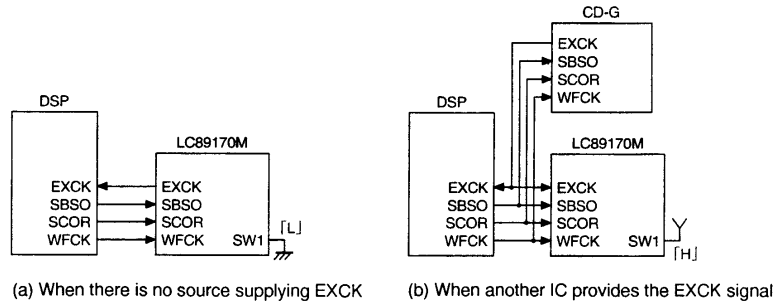 CD-G
EXCK
SBSO
SCOR
WFCK
DSP
LC89170M
EXCK EXCK
SBSO SBSO
SCOR SCOR
WFCK WFCK SW1
「L」
(a) When there is no source supplying EXCK
DSP
LC89170M
EXCK EXCK
SBSO SBSO
SCOR SCOR
WFCK WFCK SW1
「H」
(b) When another IC provides the EXCK signal